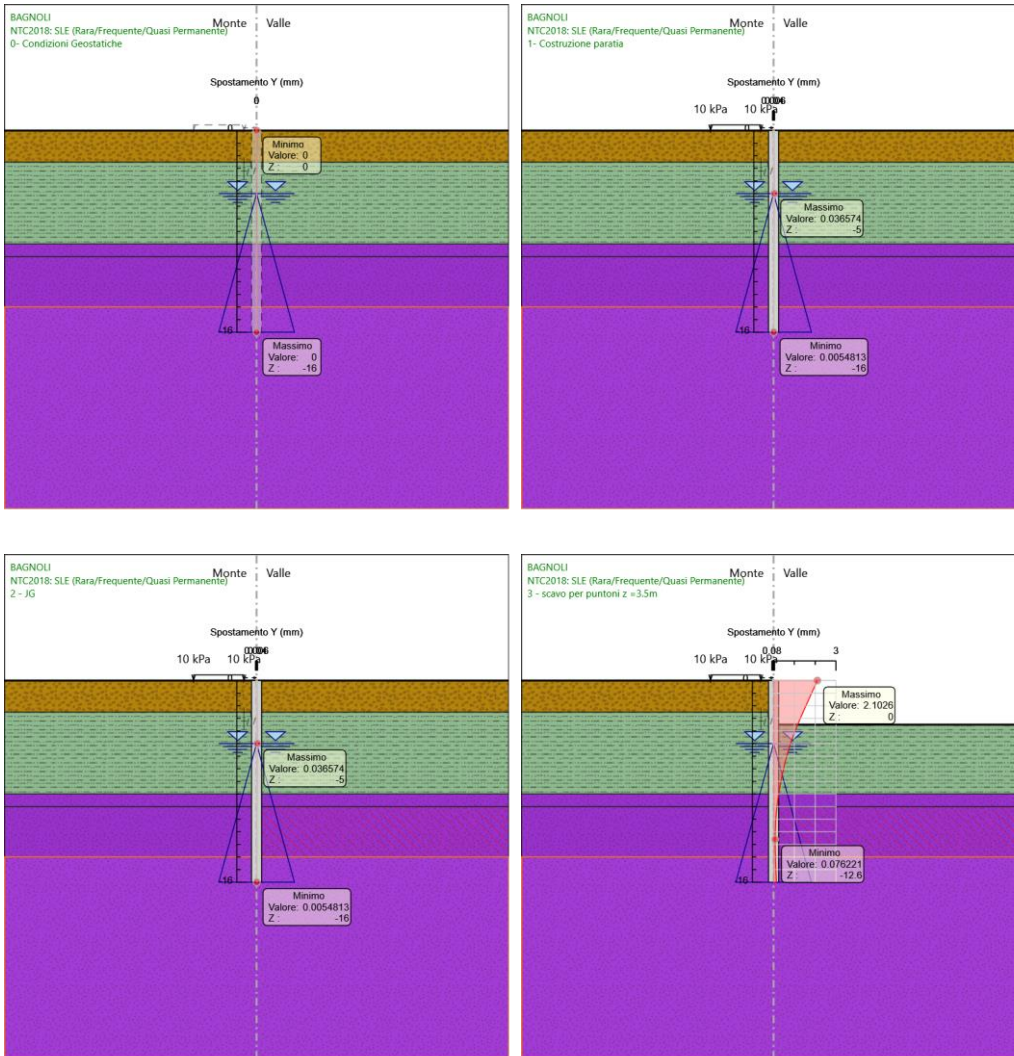 BAGNOLI
NTC2018: SLE (Rara/Frequente/Quasi Permanente)
0- Condizioni Geostatiche
Monte Valle
Spostamento Y (mm)
0
0
Minimo
Valore: 0
Z : 0
-16
Massimo
Valore: 0
Z : -16
BAGNOLI
NTC2018: SLE (Rara/Frequente/Quasi Permanente)
1- Costruzione paratia
Monte Valle
Spostamento Y (mm)
10 kPa 10 kPa
0
Massimo
Valore: 0.036574
Z : -5
-16
Minimo
Valore: 0.0054813
Z : -16
BAGNOLI
NTC2018: SLE (Rara/Frequente/Quasi Permanente)
2 - JG
Monte Valle
Spostamento Y (mm)
10 kPa 10 kPa
0
Massimo
Valore: 0.036574
Z : -5
-16
Minimo
Valore: 0.0054813
Z : -16
BAGNOLI
NTC2018: SLE (Rara/Frequente/Quasi Permanente)
3 - scavo per puntoni z =3.5m
Monte Valle
Spostamento Y (mm)
0.08 3
10 kPa 10 kPa
0
Massimo
Valore: 2.1026
Z : 0
-16
Minimo
Valore: 0.076221
Z : -12.6